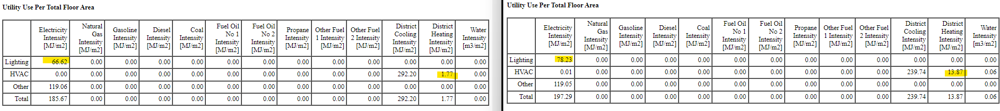 Utility Use Per Total Floor Area
Electricity Intensity [MJ/m2] Natural Gas Intensity [MJ/m2] Gasoline Intensity [MJ/m2] Diesel Intensity [MJ/m2] Coal Intensity [MJ/m2] Fuel Oil No 1 Intensity [MJ/m2] Fuel Oil No 2 Intensity [MJ/m2] Propane Intensity [MJ/m2] Other Fuel 1 Intensity [MJ/m2] Other Fuel 2 Intensity [MJ/m2] District Cooling Intensity [MJ/m2] District Heating Intensity [MJ/m2] Water Intensity [m3/m2]
Lighting 66.62 0.00 0.00 0.00 0.00 0.00 0.00 0.00 0.00 0.00 0.00 0.00 0.00
HVAC 0.00 0.00 0.00 0.00 0.00 0.00 0.00 0.00 0.00 0.00 292.20 1.77 0.00
Other 119.06 0.00 0.00 0.00 0.00 0.00 0.00 0.00 0.00 0.00 0.00 0.00 0.00
Total 185.67 0.00 0.00 0.00 0.00 0.00 0.00 0.00 0.00 0.00 292.20 1.77 0.00
Utility Use Per Total Floor Area
Electricity Intensity [MJ/m2] Natural Gas Intensity [MJ/m2] Gasoline Intensity [MJ/m2] Diesel Intensity [MJ/m2] Coal Intensity [MJ/m2] Fuel Oil No 1 Intensity [MJ/m2] Fuel Oil No 2 Intensity [MJ/m2] Propane Intensity [MJ/m2] Other Fuel 1 Intensity [MJ/m2] Other Fuel 2 Intensity [MJ/m2] District Cooling Intensity [MJ/m2] District Heating Intensity [MJ/m2] Water Intensity [m3/m2]
Lighting 78.23 0.00 0.00 0.00 0.00 0.00 0.00 0.00 0.00 0.00 0.00 0.00 0.00
HVAC 0.01 0.00 0.00 0.00 0.00 0.00 0.00 0.00 0.00 0.00 239.74 13.87 0.06
Other 119.05 0.00 0.00 0.00 0.00 0.00 0.00 0.00 0.00 0.00 0.00 0.00 0.00
Total 197.29 0.00 0.00 0.00 0.00 0.00 0.00 0.00 0.00 0.00 239.74 13.87 0.06